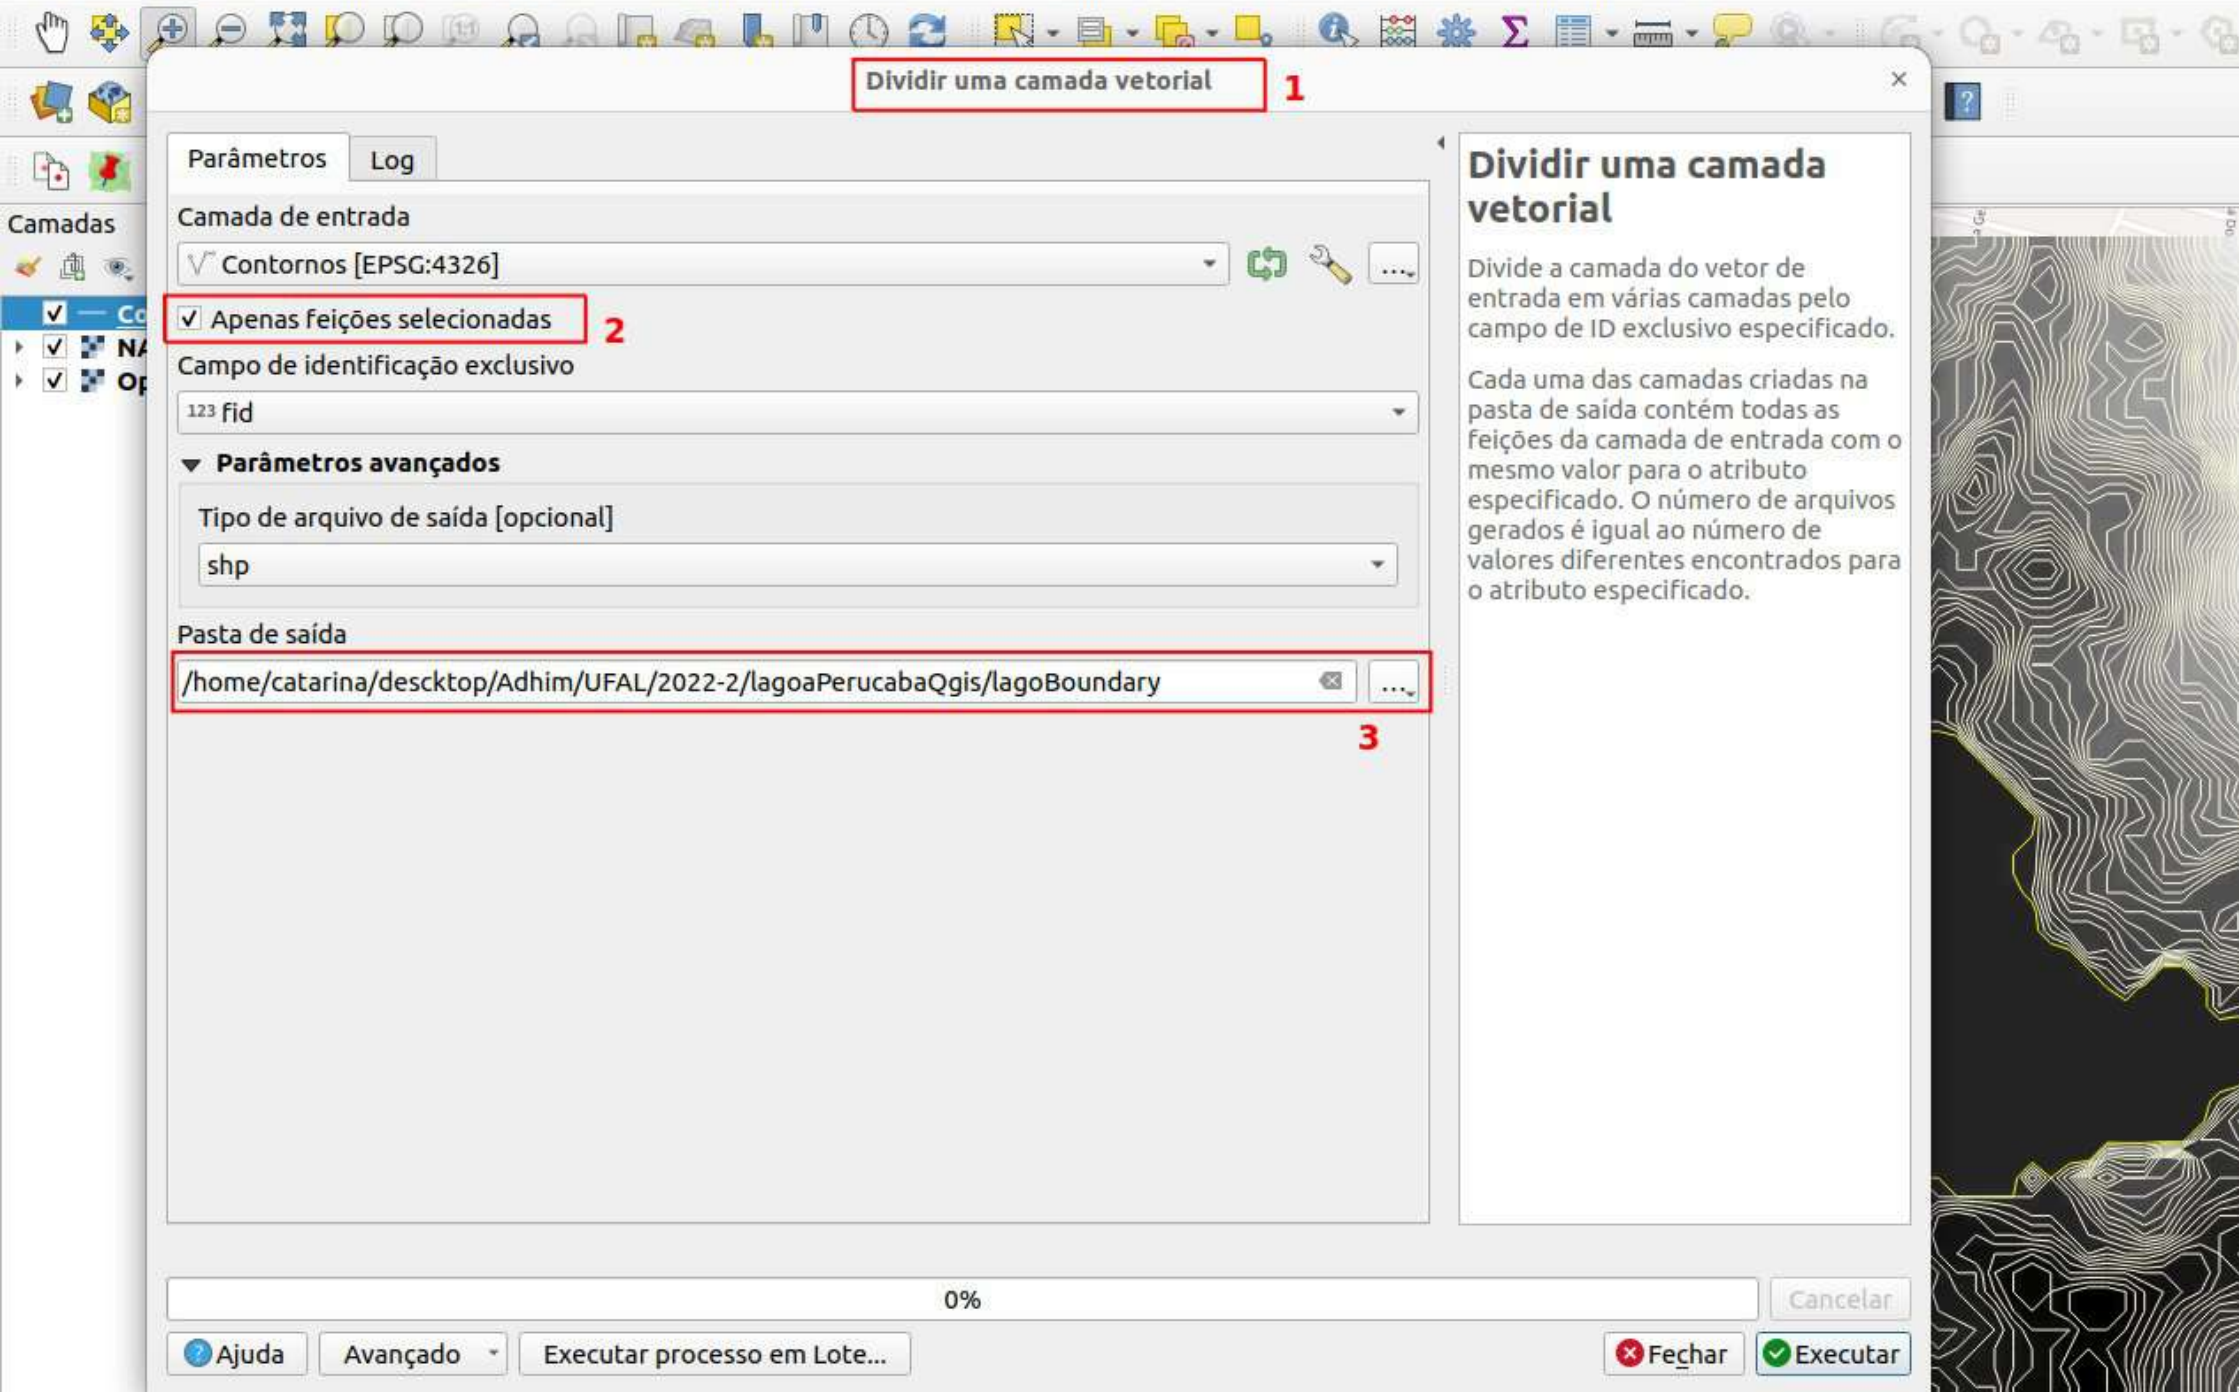 Dividir uma camada vetorial
1
Parâmetros
Log
Camadas
Camada de entrada
Contornos [EPSG:4326]
...
Apenas feições selecionadas
2
Campo de identificação exclusivo
123 fid
Parâmetros avançados
Tipo de arquivo de saída [opcional]
shp
Pasta de saída
/home/catarina/descktop/Adhim/UFAL/2022-2/lagoaPerucabaQgis/lagoBoundary
...
3
Dividir uma camada
vetorial
Divide a camada do vetor de
entrada em várias camadas pelo
campo de ID exclusivo especificado.
Cada uma das camadas criadas na
pasta de saída contém todas as
feições da camada de entrada com o
mesmo valor para o atributo
especificado. O número de arquivos
gerados é igual ao número de
valores diferentes encontrados para
o atributo especificado.
Co
NA
Op
0%
Cancelar
Ajuda
Avançado
Executar processo em Lote...
Fechar
Executar